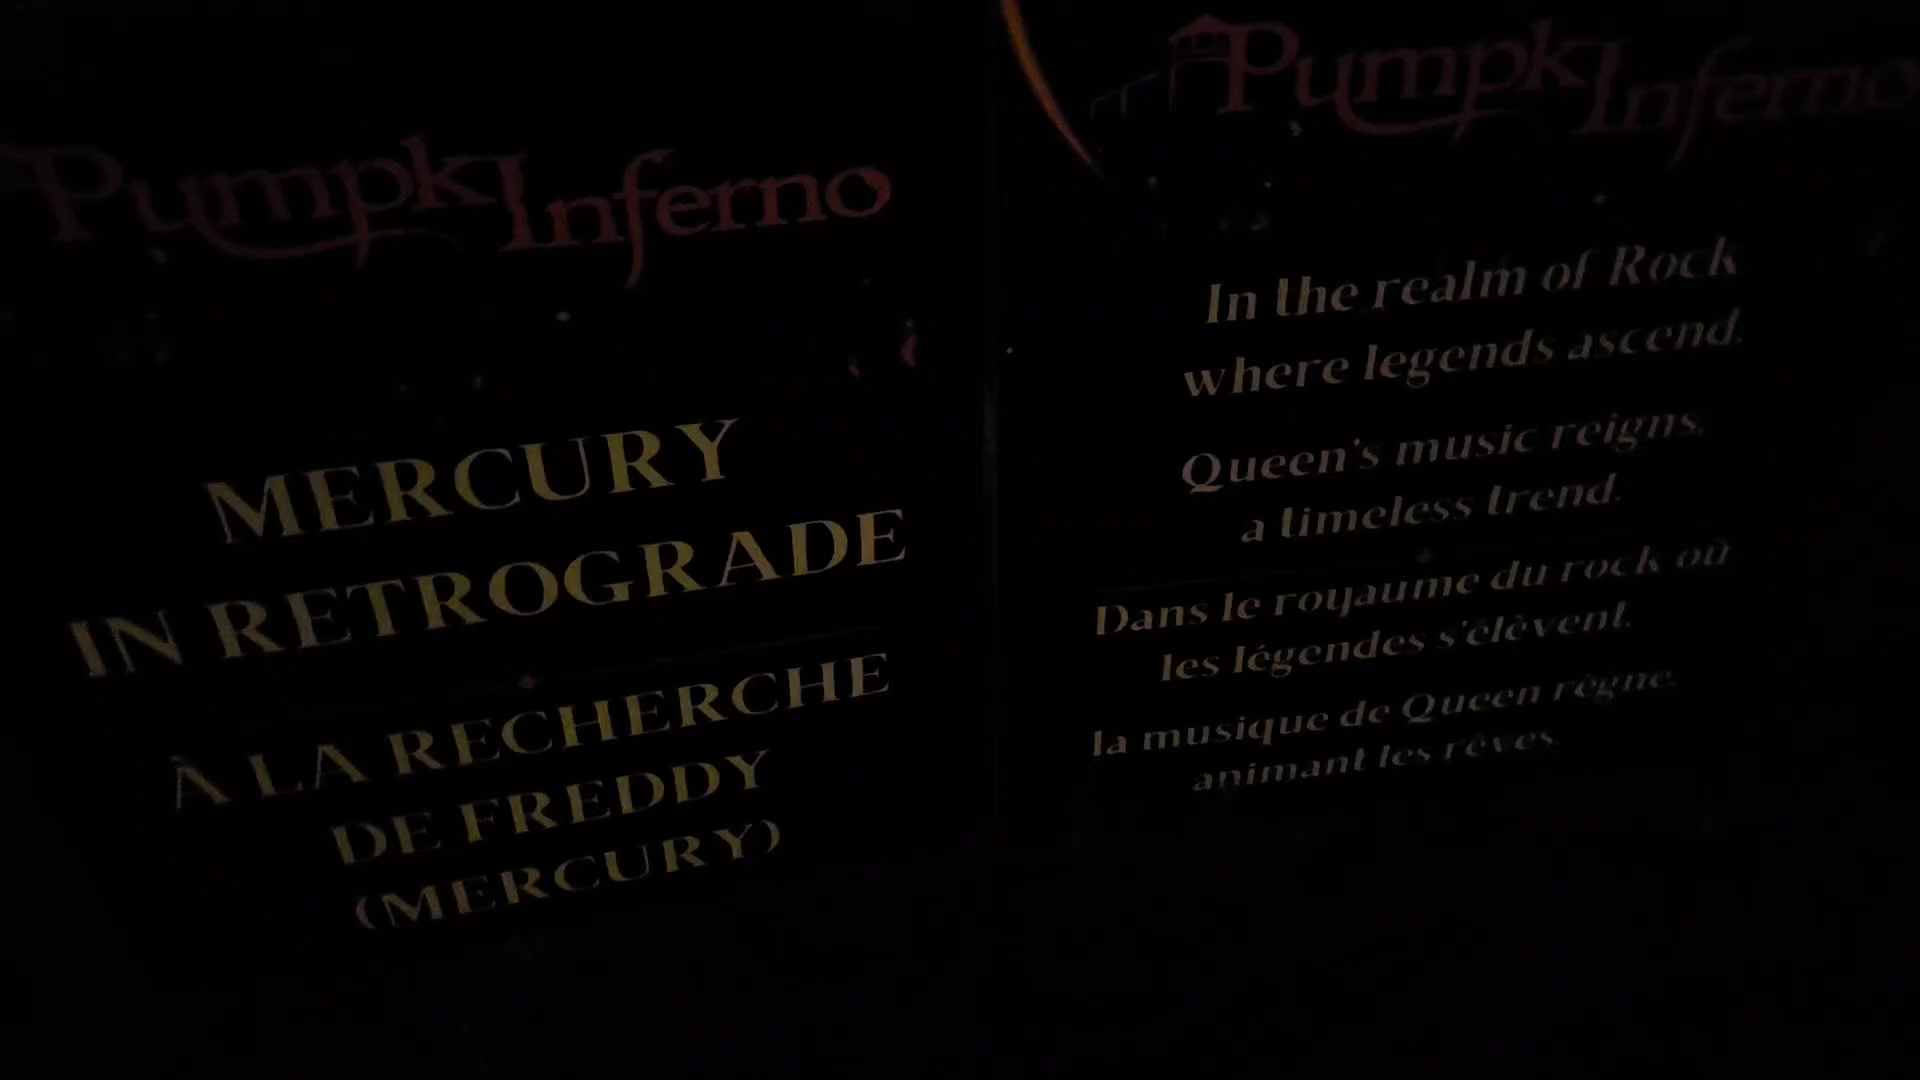 PumpkInferno
MERCURY
IN RETROGRADE
À LA RECHERCHE
DE FREDDY
(MERCURY)
PumpkInferno
In the realm of Rock
where legends ascend,
Queen's music reigns,
a timeless trend.
Dans le royaume du rock où
les légendes s'élèvent,
la musique de Queen règne,
animant les rêves.